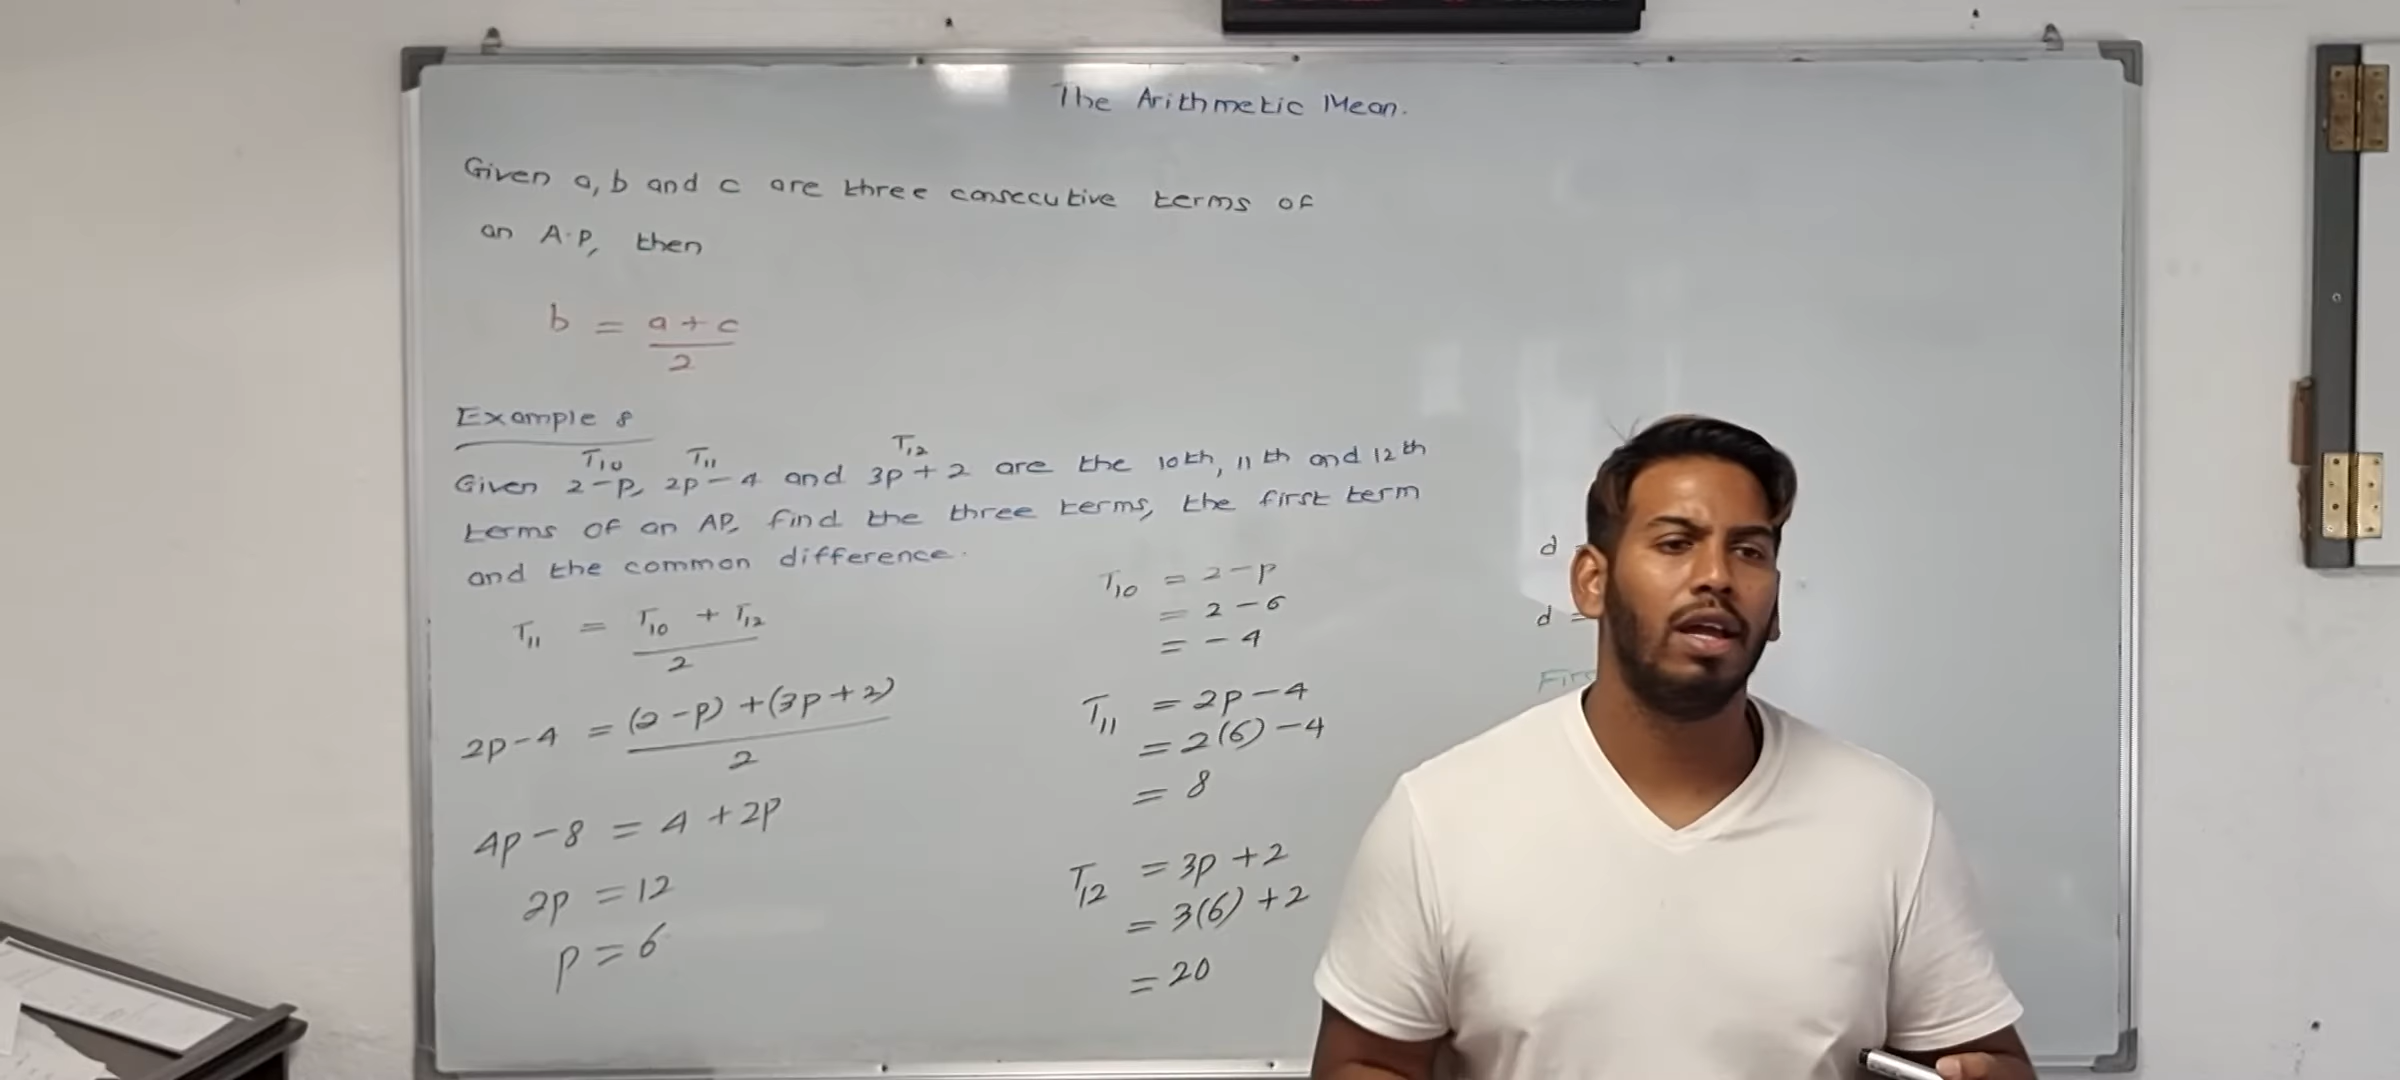 The Arithmetic Mean.
Given a, b and c are three consecutive terms of
an A.P, then
b = a + c
2
Example 8
T10 T11 T12
Given 2-p, 2p-4 and 3p+2 are the 10th, 11th and 12th
terms of an AP, find the three terms, the first term
and the common difference.
T11 = T10 + T12
2
2p-4 = (2-p) + (3p+2)
2
4p-8 = 4+2p
2p = 12
p = 6
T10 = 2-p
= 2-6
= -4
T11 = 2p-4
= 2(6)-4
= 8
T12 = 3p+2
= 3(6)+2
= 20
d
d =